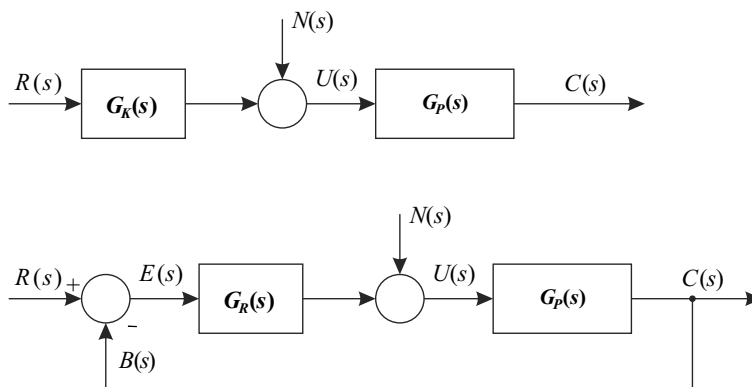 N(s)
R(s) G_K(s) U(s) G_P(s) C(s)
N(s)
R(s) + E(s) G_R(s) U(s) G_P(s) C(s)
-
B(s)